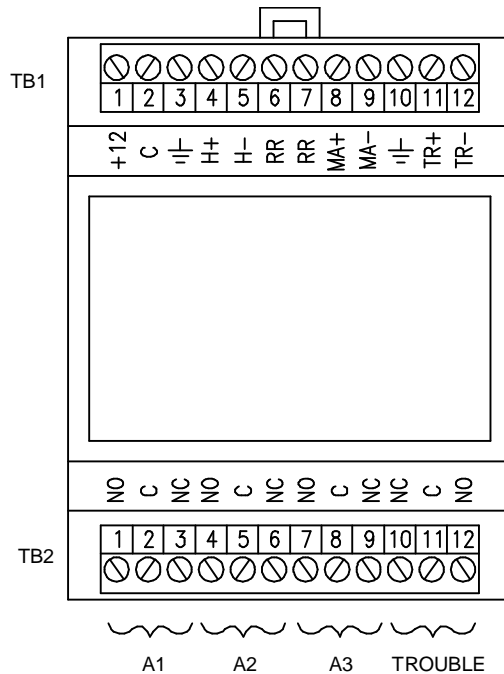 TB1
1 2 3 4 5 6 7 8 9 10 11 12
+12 C ⏚ H+ H- RR RR MA+ MA- ⏚ TR+ TR-
NO C NC NO C NC NO C NC NC C NO
1 2 3 4 5 6 7 8 9 10 11 12
TB2
A1 A2 A3 TROUBLE